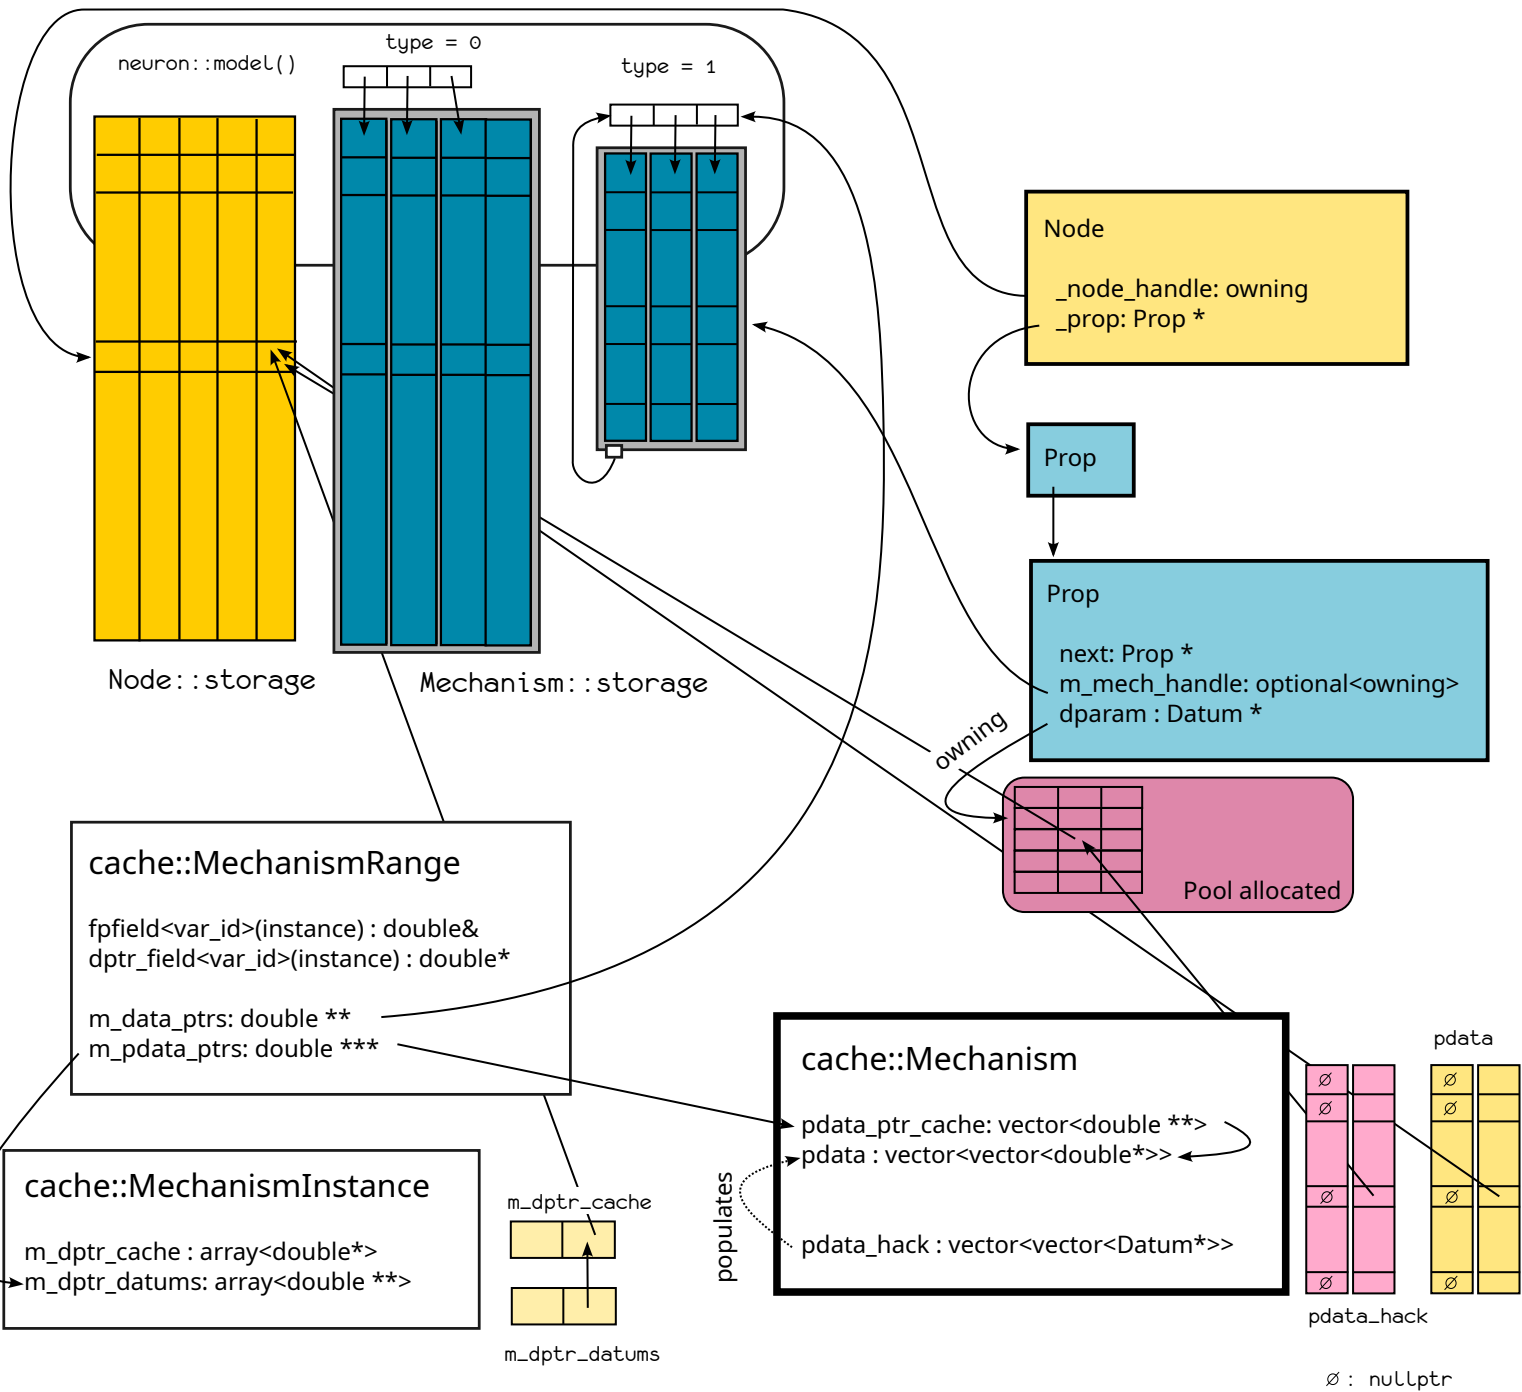 neuron::model()
type = 0
type = 1
Node
_node_handle: owning
_prop: Prop *
Prop
Prop
next: Prop *
m_mech_handle: optional<owning>
dparam : Datum *
Node::storage
Mechanism::storage
owning
Pool allocated
cache::MechanismRange
fpfield<var_id>(instance) : double&
dptr_field<var_id>(instance) : double*
m_data_ptrs: double **
m_pdata_ptrs: double ***
cache::Mechanism
pdata_ptr_cache: vector<double **>
pdata : vector<vector<double*>>
populates
pdata_hack : vector<vector<Datum*>>
pdata
∅
∅
∅
∅
∅
∅
∅
∅
pdata_hack
cache::MechanismInstance
m_dptr_cache : array<double*>
m_dptr_datums: array<double **>
m_dptr_cache
m_dptr_datums
∅ : nullptr